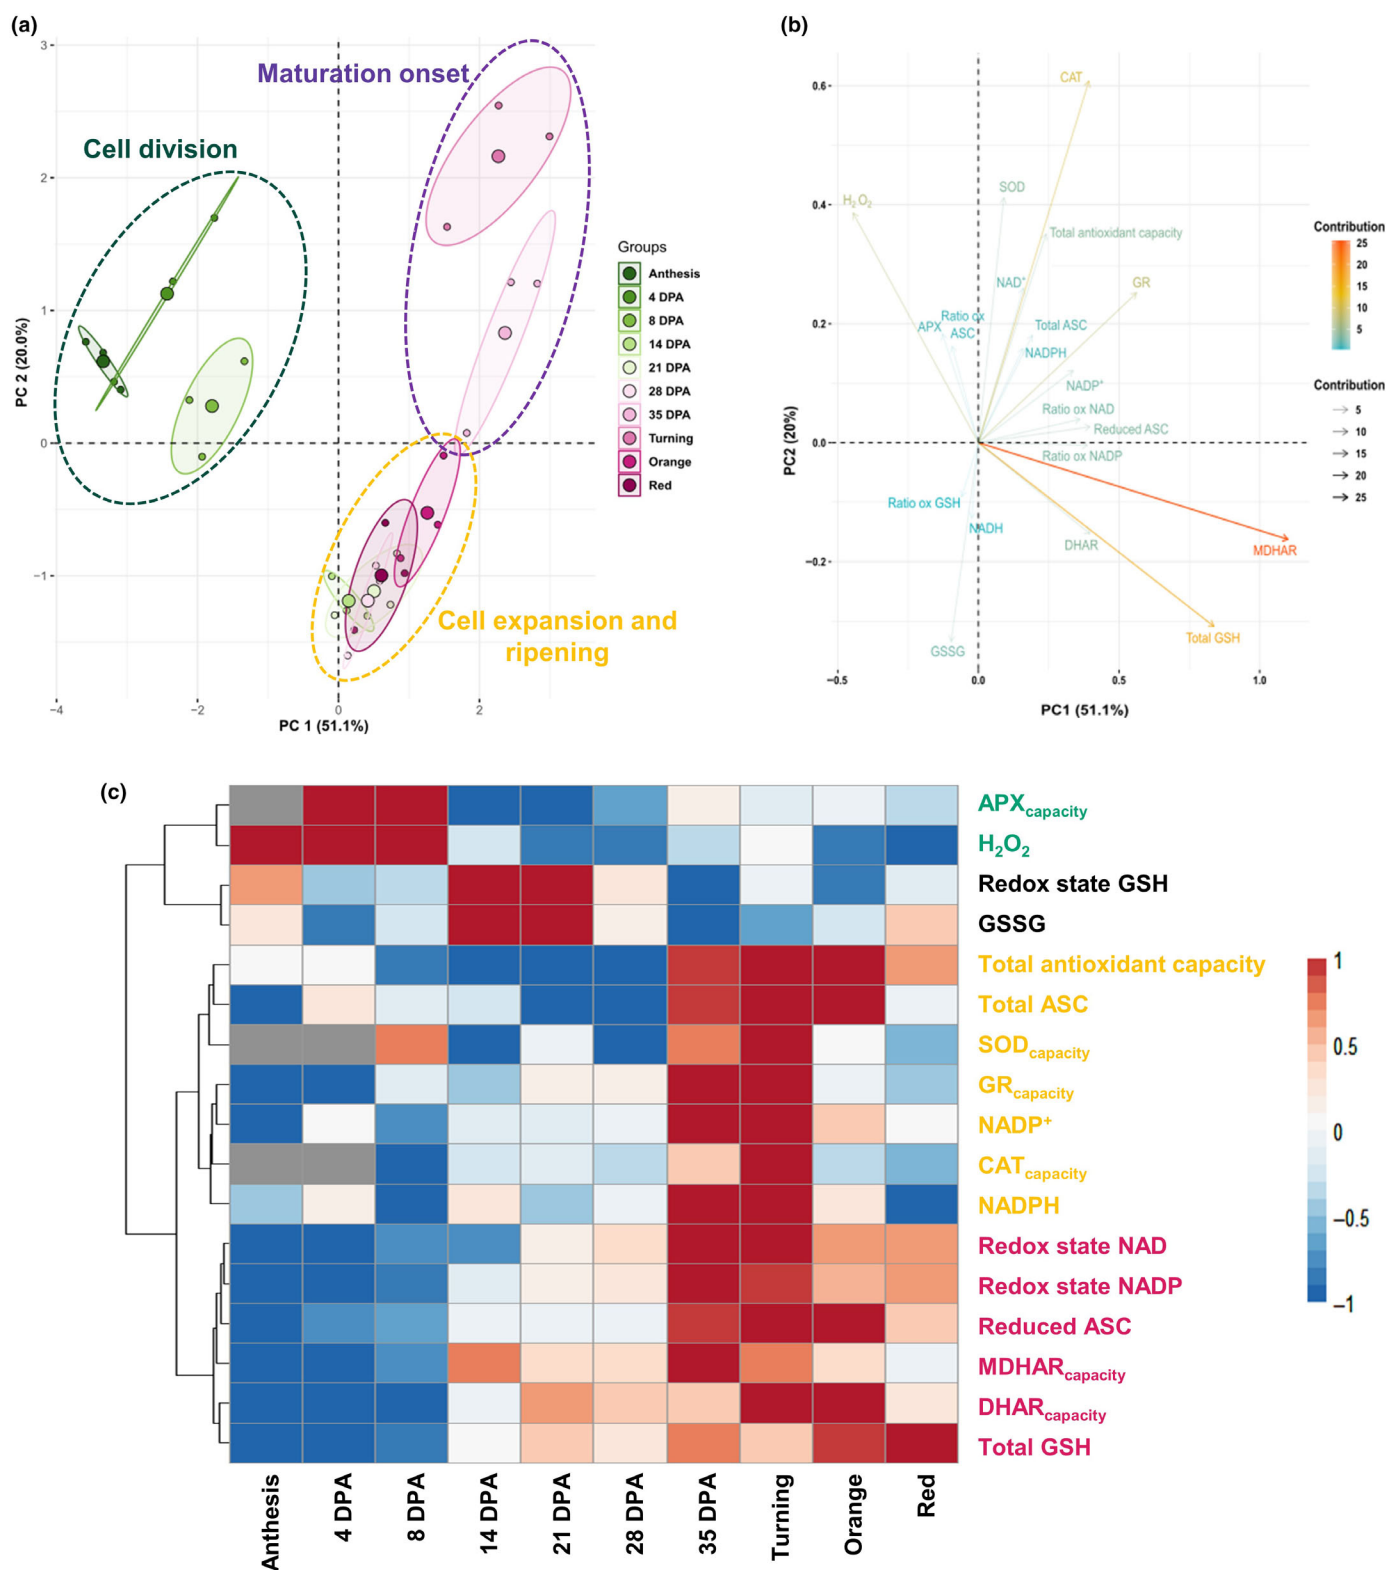 (a)
Maturation onset
Cell division
Cell expansion and
ripening
3
2
1
0
−1
−4
−2
0
2
PC 2 (20.0%)
PC 1 (51.1%)
Groups
Anthesis
4 DPA
8 DPA
14 DPA
21 DPA
28 DPA
35 DPA
Turning
Orange
Red
(b)
CAT
SOD
H₂O₂
Total antioxidant capacity
NAD⁺
GR
Ratio ox
ASC
APX
Total ASC
NADPH
NADP⁺
Ratio ox NAD
Reduced ASC
Ratio ox NADP
Ratio ox GSH
NADH
DHAR
MDHAR
Total GSH
GSSG
0.6
0.4
0.2
0.0
−0.2
−0.5
0.0
0.5
1.0
PC2 (20%)
PC1 (51.1%)
Contribution
25
20
15
10
5
Contribution
5
10
15
20
25
(c)
APXcapacity
H₂O₂
Redox state GSH
GSSG
Total antioxidant capacity
Total ASC
SODcapacity
GRcapacity
NADP⁺
CATcapacity
NADPH
Redox state NAD
Redox state NADP
Reduced ASC
MDHARcapacity
DHARcapacity
Total GSH
Anthesis
4 DPA
8 DPA
14 DPA
21 DPA
28 DPA
35 DPA
Turning
Orange
Red
1
0.5
0
−0.5
−1